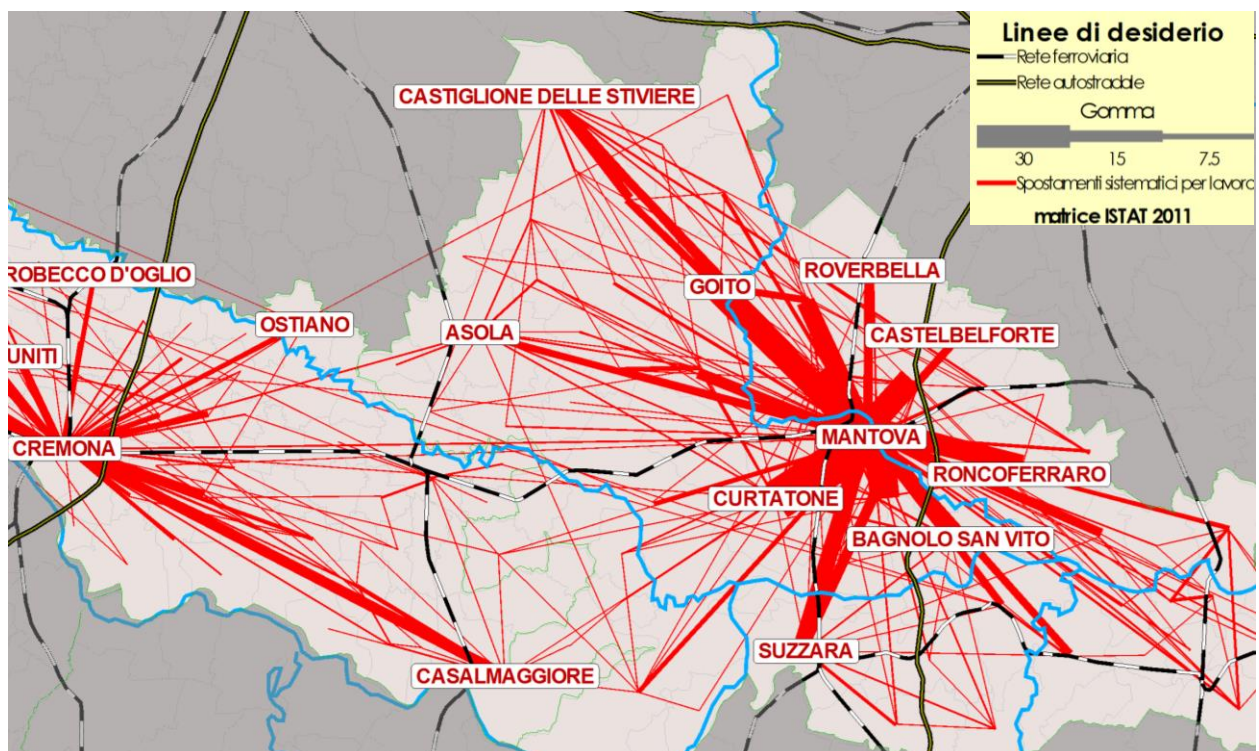 Linee di desiderio
Rete ferroviaria
Rete autostradale
Gomma
30 15 7.5
Spostamenti sistematici per lavoro
matrice ISTAT 2011
CASTIGLIONE DELLE STIVIERE
ROBECCO D'OGLIO
GOITO
ROVERBELLA
OSTIANO
ASOLA
CASTELBELFORTE
UNITI
CREMONA
MANTOVA
RONCOFERRARO
CURTATONE
BAGNOLO SAN VITO
SUZZARA
CASALMAGGIORE